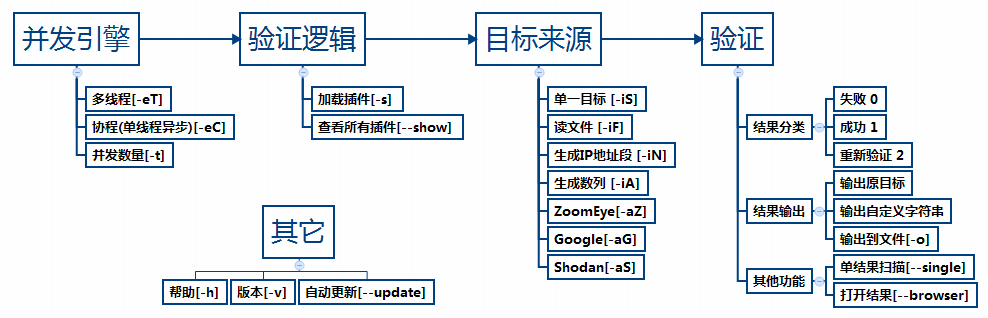 并发引擎
多线程[-eT]
协程(单线程异步)[-eC]
并发数量[-t]
验证逻辑
加载插件[-s]
查看所有插件[--show]
目标来源
单一目标 [-iS]
读文件 [-iF]
生成IP地址段 [-iN]
生成数列 [-iA]
ZoomEye[-aZ]
Google[-aG]
Shodan[-aS]
验证
结果分类
失败 0
成功 1
重新验证 2
结果输出
输出原目标
输出自定义字符串
输出到文件[-o]
其他功能
单结果扫描[--single]
打开结果[--browser]
其它
帮助[-h]
版本[-v]
自动更新[--update]